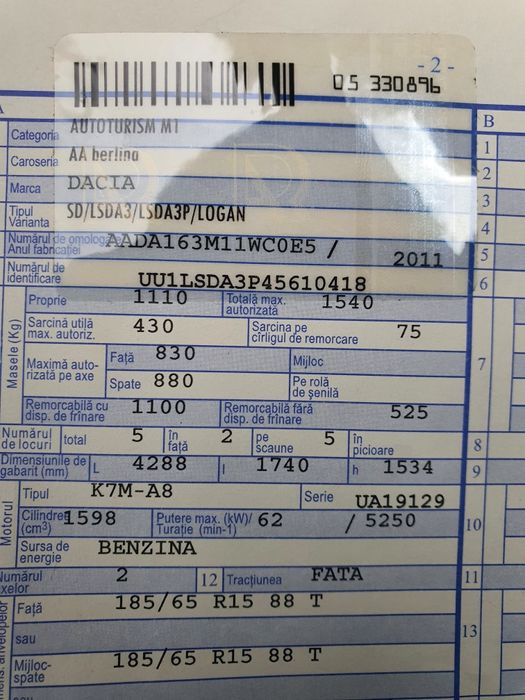 - 2 -
05 330896
A
B
Categoria AUTOTURISM M1 1
Caroseria AA berlina 2
Marca DACIA 3
Tipul Varianta SD/LSDA3/LSDA3P/LOGAN 4
Numărul de omolog AADA163M11WC0E5 /
Anul fabricației 2011 5
Numărul de identificare UU1LSDA3P45610418 6
Masele (Kg) Proprie 1110 Totală max. autorizată 1540
Sarcină utilă max. autoriz. 430 Sarcina pe cîrligul de remorcare 75
Maximă autorizată pe axe Față 830 Mijloc 7
Spate 880 Pe rolă de șenilă
Remorcabilă cu disp. de frînare 1100 Remorcabilă fără disp. de frînare 525
Numărul de locuri total 5 în față 2 pe scaune 5 în picioare 8
Dimensiunile de gabarit (mm) L 4288 l 1740 h 1534 9
Motorul Tipul K7M-A8 Serie UA19129
Cilindree (cm3) 1598 Putere max. (kW)/ Turație (min-1) 62 / 5250 10
Sursa de energie BENZINA
Numărul 2 12 Tracțiunea FATA 11
Față 185/65 R15 88 T
sau 13
Mijloc-spate 185/65 R15 88 T